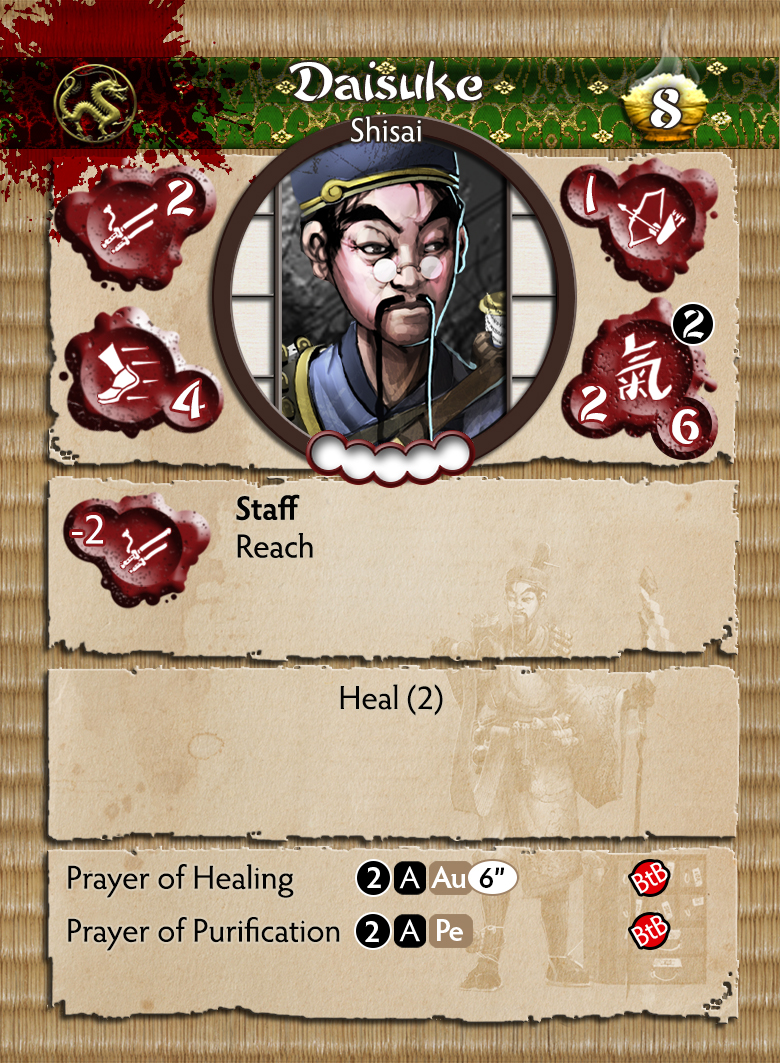 Daisuke
8
Shisai
2
1
4
2
氣
2
6
-2
Staff
Reach
Heal (2)
Prayer of Healing 2 A Au 6" BtB
Prayer of Purification 2 A Pe BtB